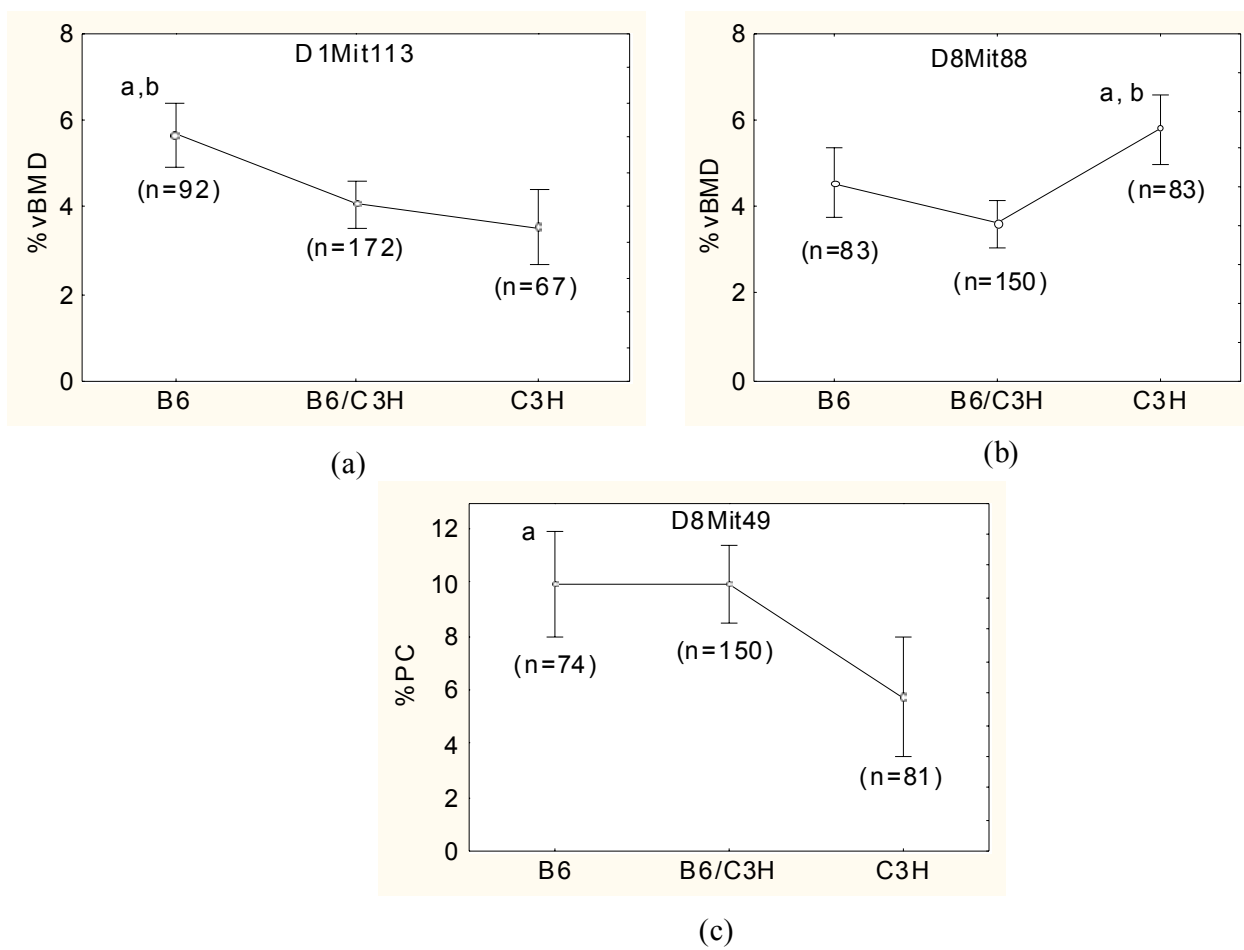 D1Mit113
a,b
%vBMD
8
6
4
2
0
(n=92)
(n=172)
(n=67)
B6
B6/C3H
C3H
(a)
D8Mit88
a, b
%vBMD
8
6
4
2
0
(n=83)
(n=150)
(n=83)
B6
B6/C3H
C3H
(b)
D8Mit49
a
%PC
12
10
8
6
4
2
0
(n=74)
(n=150)
(n=81)
B6
B6/C3H
C3H
(c)